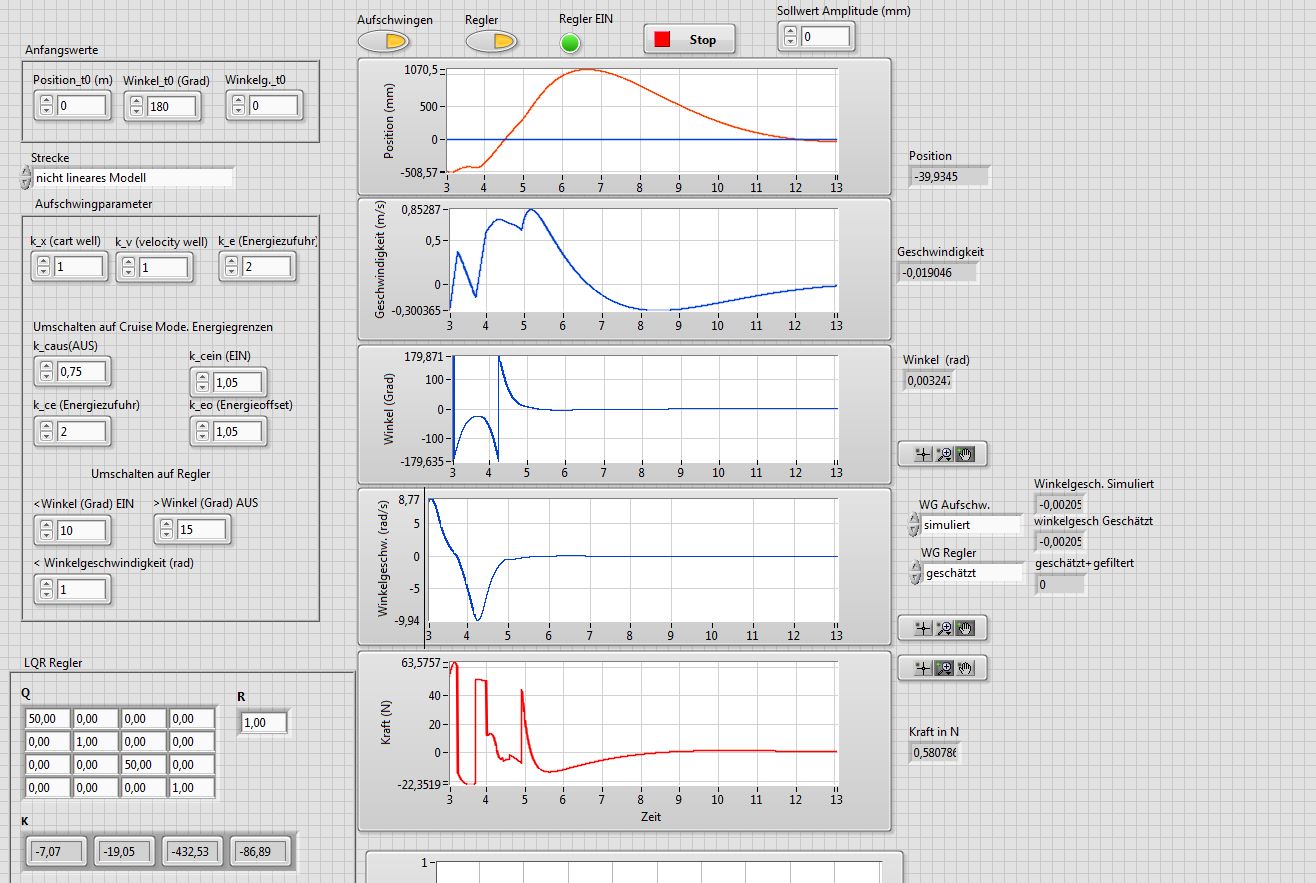 Aufschwingen Regler Regler EIN Stop Sollwert Amplitude (mm)
0
Anfangswerte
Position_t0 (m) Winkel_t0 (Grad) Winkelg._t0
0 180 0
Strecke
nicht lineares Modell
Aufschwingparameter
k_x (cart well) k_v (velocity well) k_e (Energiezufuhr)
1 1 2
Umschalten auf Cruise Mode. Energiegrenzen
k_caus(AUS)
k_cein (EIN)
0,75
1,05
k_ce (Energiezufuhr) k_eo (Energieoffset)
2 1,05
Umschalten auf Regler
<Winkel (Grad) EIN >Winkel (Grad) AUS
10 15
< Winkelgeschwindigkeit (rad)
1
LQR Regler
Q
R
50,00 0,00 0,00 0,00
1,00
0,00 1,00 0,00 0,00
0,00 0,00 50,00 0,00
0,00 0,00 0,00 1,00
K
-7,07 -19,05 -432,53 -86,89
Position (mm)
1070,5
500
0
-508,57
3 4 5 6 7 8 9 10 11 12 13
Geschwindigkeit (m/s)
0,85287
0,5
0
-0,300365
3 4 5 6 7 8 9 10 11 12 13
Winkel (Grad)
179,871
100
0
-100
-179,635
3 4 5 6 7 8 9 10 11 12 13
Winkelgeschw. (rad/s)
8,77
5
0
-5
-9,94
3 4 5 6 7 8 9 10 11 12 13
Kraft (N)
63,5757
40
20
0
-22,3519
3 4 5 6 7 8 9 10 11 12 13
Zeit
1
Position
-39,9345
Geschwindigkeit
-0,019046
Winkel (rad)
0,003247
WG Aufschw.
simuliert
WG Regler
geschätzt
Winkelgesch. Simuliert
-0,00205
winkelgesch Geschätzt
-0,00205
geschätzt+gefiltert
0
Kraft in N
0,580786